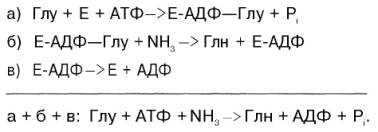 а) Глу + Е + АТФ—>Е-АДФ—Глу + Pᵢ
б) Е-АДФ—Глу + NH₃ —> Глн + Е-АДФ
в) Е-АДФ—>Е + АДФ
а + б + в: Глу + АТФ + NH₃ —>Глн + АДФ + Pᵢ.